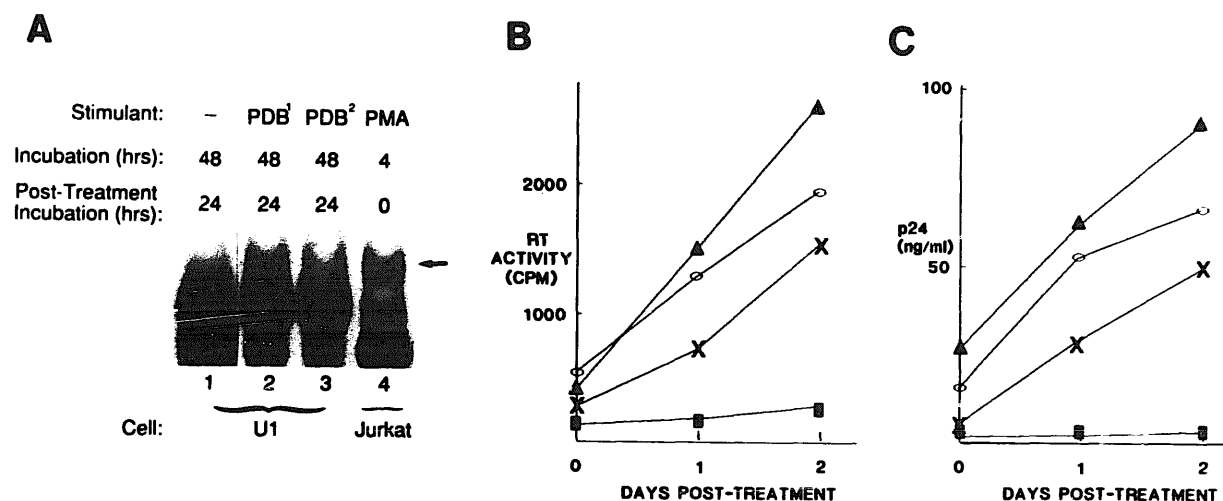 A
Stimulant: – PDB1 PDB2 PMA
Incubation (hrs): 48 48 48 4
Post-Treatment
Incubation (hrs): 24 24 24 0
1 2 3 4
Cell: U1 Jurkat
B
2000
RT
ACTIVITY
(CPM)
1000
0 1 2
DAYS POST-TREATMENT
C
100
p24
(ng/ml)
50
0 1 2
DAYS POST-TREATMENT